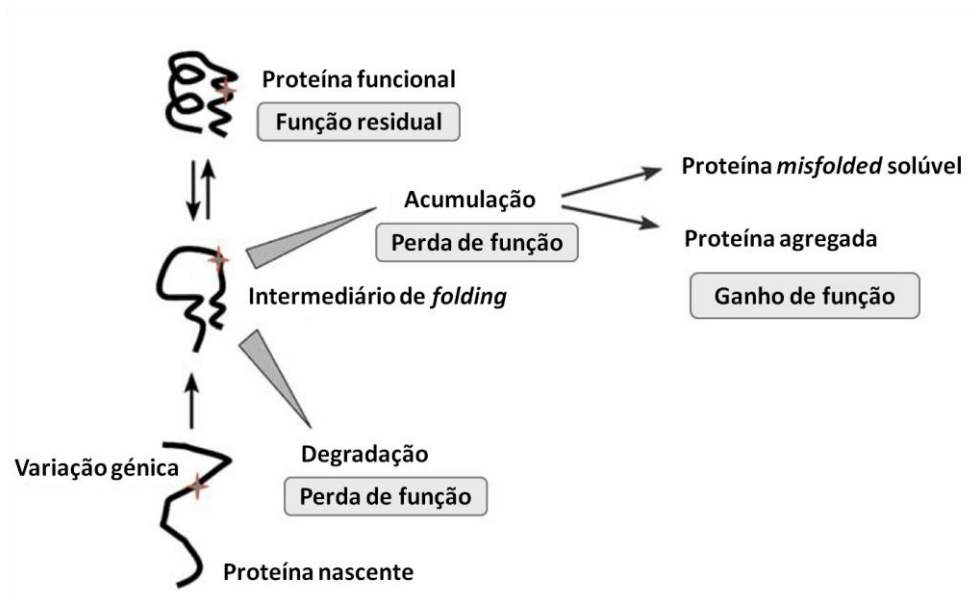 Proteína funcional
Função residual
Proteína misfolded solúvel
Acumulação
Perda de função
Proteína agregada
Ganho de função
Intermediário de folding
Degradação
Perda de função
Variação génica
Proteína nascente